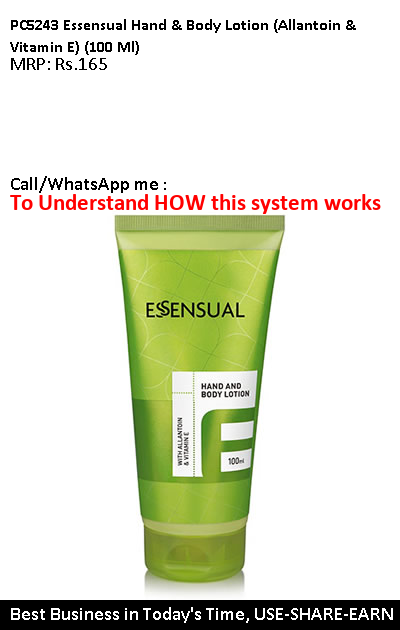 PC5243 Essensual Hand & Body Lotion (Allantoin &
Vitamin E) (100 Ml)
MRP: Rs.165
Call/WhatsApp me :
To Understand HOW this system works
ESSENSUAL
HAND AND
BODY LOTION
WITH ALLANTOIN
& VITAMIN E
100ml
Best Business in Today's Time, USE-SHARE-EARN